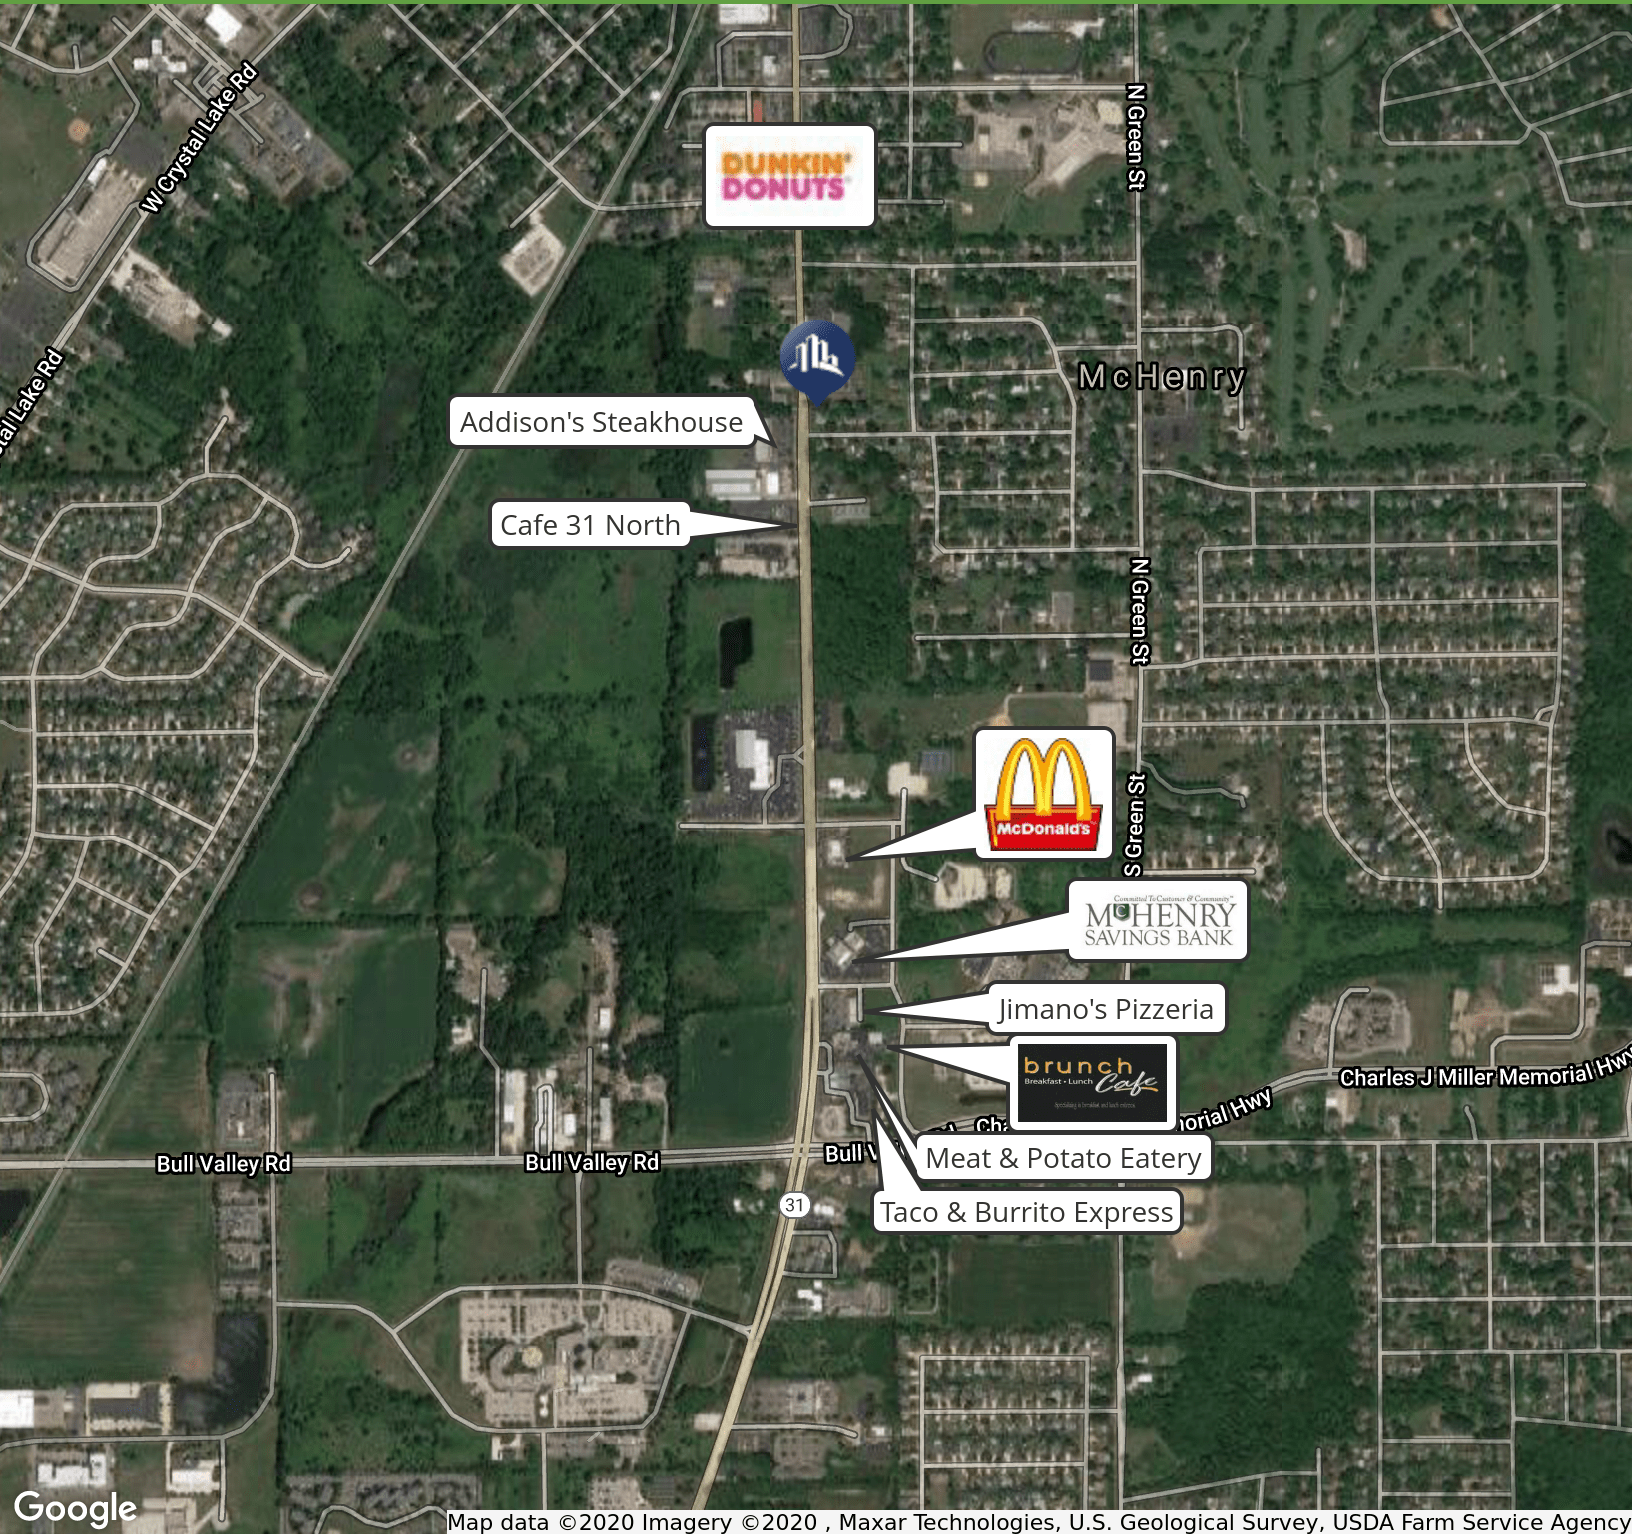 W Crystal Lake Rd
N Green St
DUNKIN'
DONUTS
McHenry
Addison's Steakhouse
Cafe 31 North
N Green St
McDonald's
S Green St
Committed To Customer & Community
MCHENRY
SAVINGS BANK
Jimano's Pizzeria
brunch
Breakfast • Lunch Cafe
Charles J Miller Memorial Hwy
Bull Valley Rd
Bull Valley Rd
Meat & Potato Eatery
31
Taco & Burrito Express
Google
Map data ©2020 Imagery ©2020 , Maxar Technologies, U.S. Geological Survey, USDA Farm Service Agency